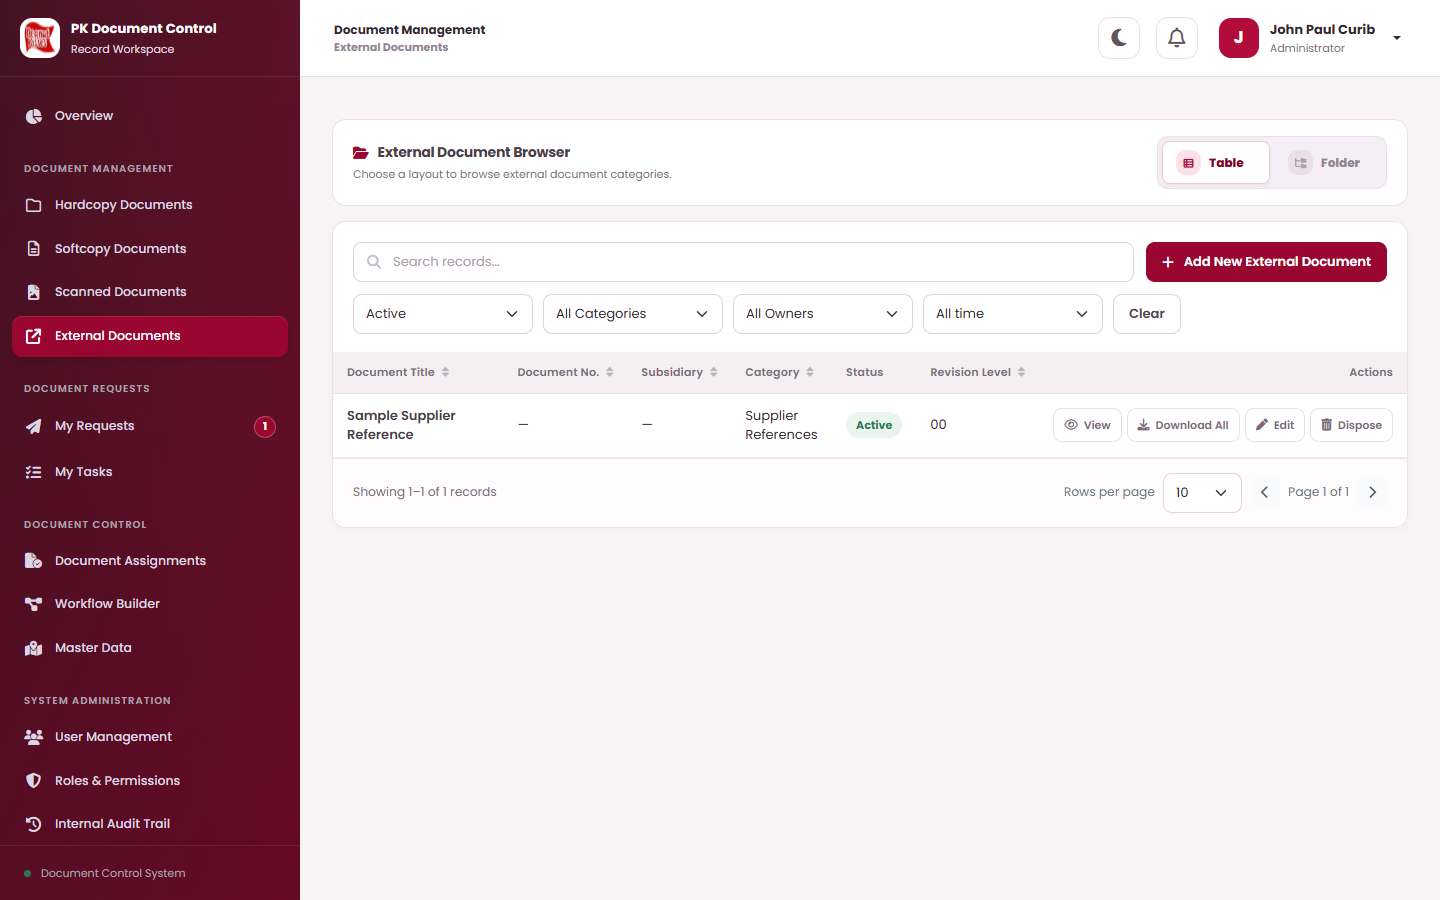 PK Document Control
Record Workspace
Document Management
External Documents
J
John Paul Curib
Administrator
Overview
DOCUMENT MANAGEMENT
Hardcopy Documents
Softcopy Documents
Scanned Documents
External Documents
DOCUMENT REQUESTS
My Requests
1
My Tasks
DOCUMENT CONTROL
Document Assignments
Workflow Builder
Master Data
SYSTEM ADMINISTRATION
User Management
Roles & Permissions
Internal Audit Trail
Document Control System
External Document Browser
Choose a layout to browse external document categories.
Table
Folder
Search records...
+ Add New External Document
Active
All Categories
All Owners
All time
Clear
Document Title
Document No.
Subsidiary
Category
Status
Revision Level
Actions
Sample Supplier
Reference
—
—
Supplier
References
Active
00
View
Download All
Edit
Dispose
Showing 1–1 of 1 records
Rows per page
10
Page 1 of 1